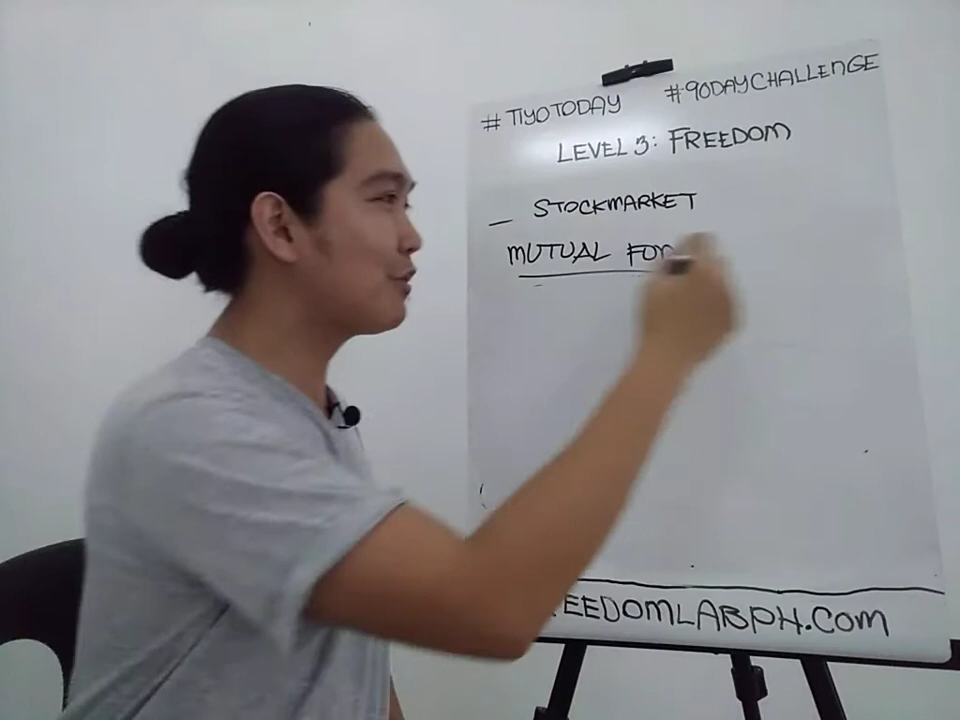 #TIYOTODAY #90DAYCHALLENGE
LEVEL 3: FREEDOM
_ STOCKMARKET
MUTUAL
EEDOMLABPH.COM